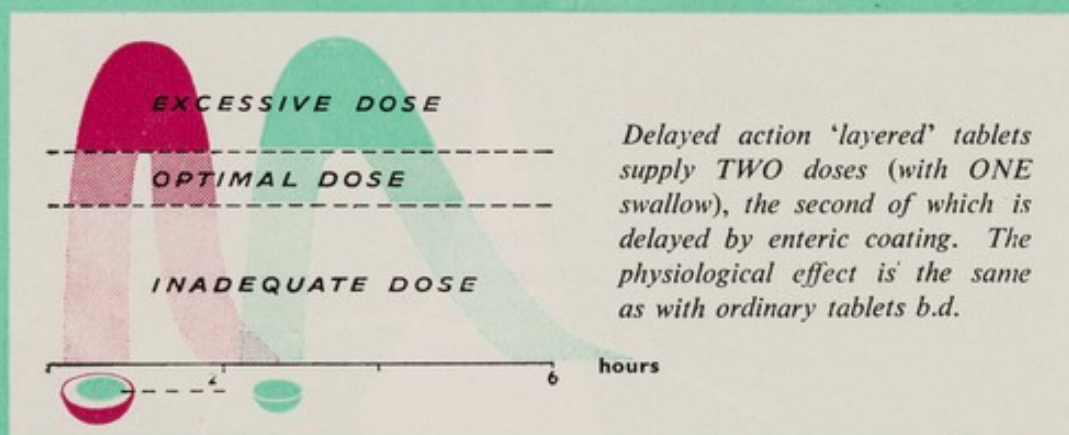 EXCESSIVE DOSE
OPTIMAL DOSE
INADEQUATE DOSE
2
6
hours
Delayed action ‘layered’ tablets
supply TWO doses (with ONE
swallow), the second of which is
delayed by enteric coating. The
physiological effect is the same
as with ordinary tablets b.d.